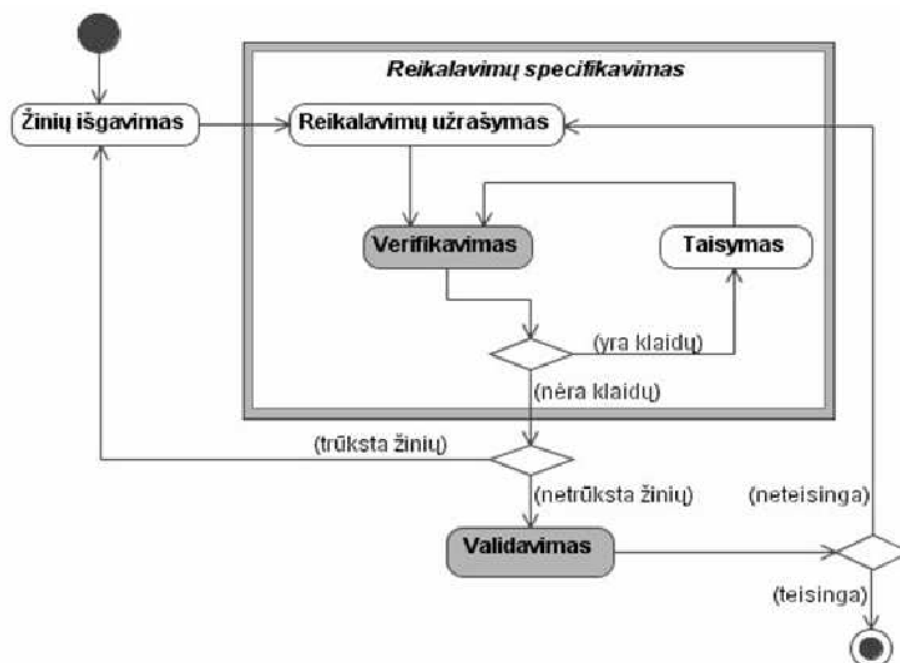 Reikalavimų specifikavimas
Žinių išgavimas
Reikalavimų užrašymas
Verifikavimas
Taisymas
(yra klaidų)
(nėra klaidų)
(trūksta žinių)
(netrūksta žinių)
(neteisinga)
Validavimas
(teisinga)